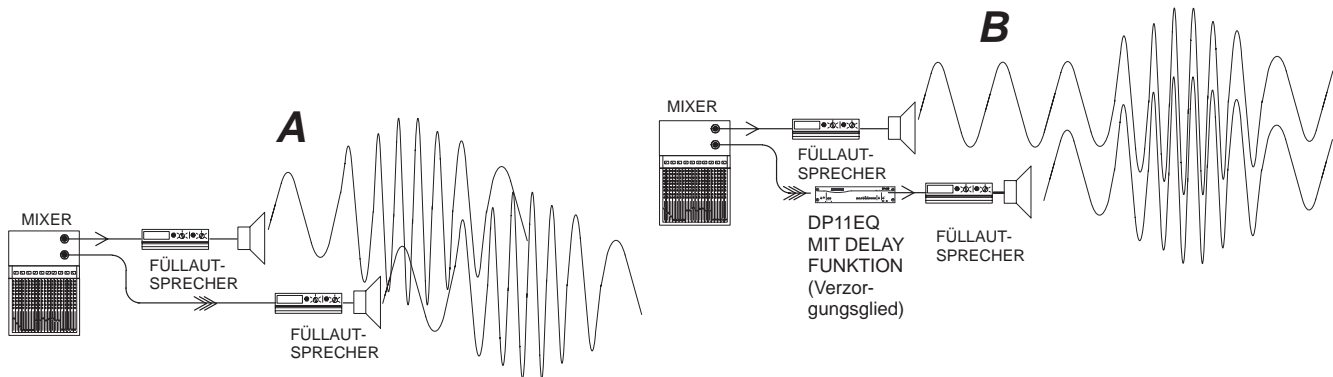 A
MIXER
FÜLLAUT-
SPRECHER
FÜLLAUT-
SPRECHER
B
MIXER
FÜLLAUT-
SPRECHER
DP11EQ
MIT DELAY
FUNKTION
(Verzor-
gungsglied)
FÜLLAUT-
SPRECHER